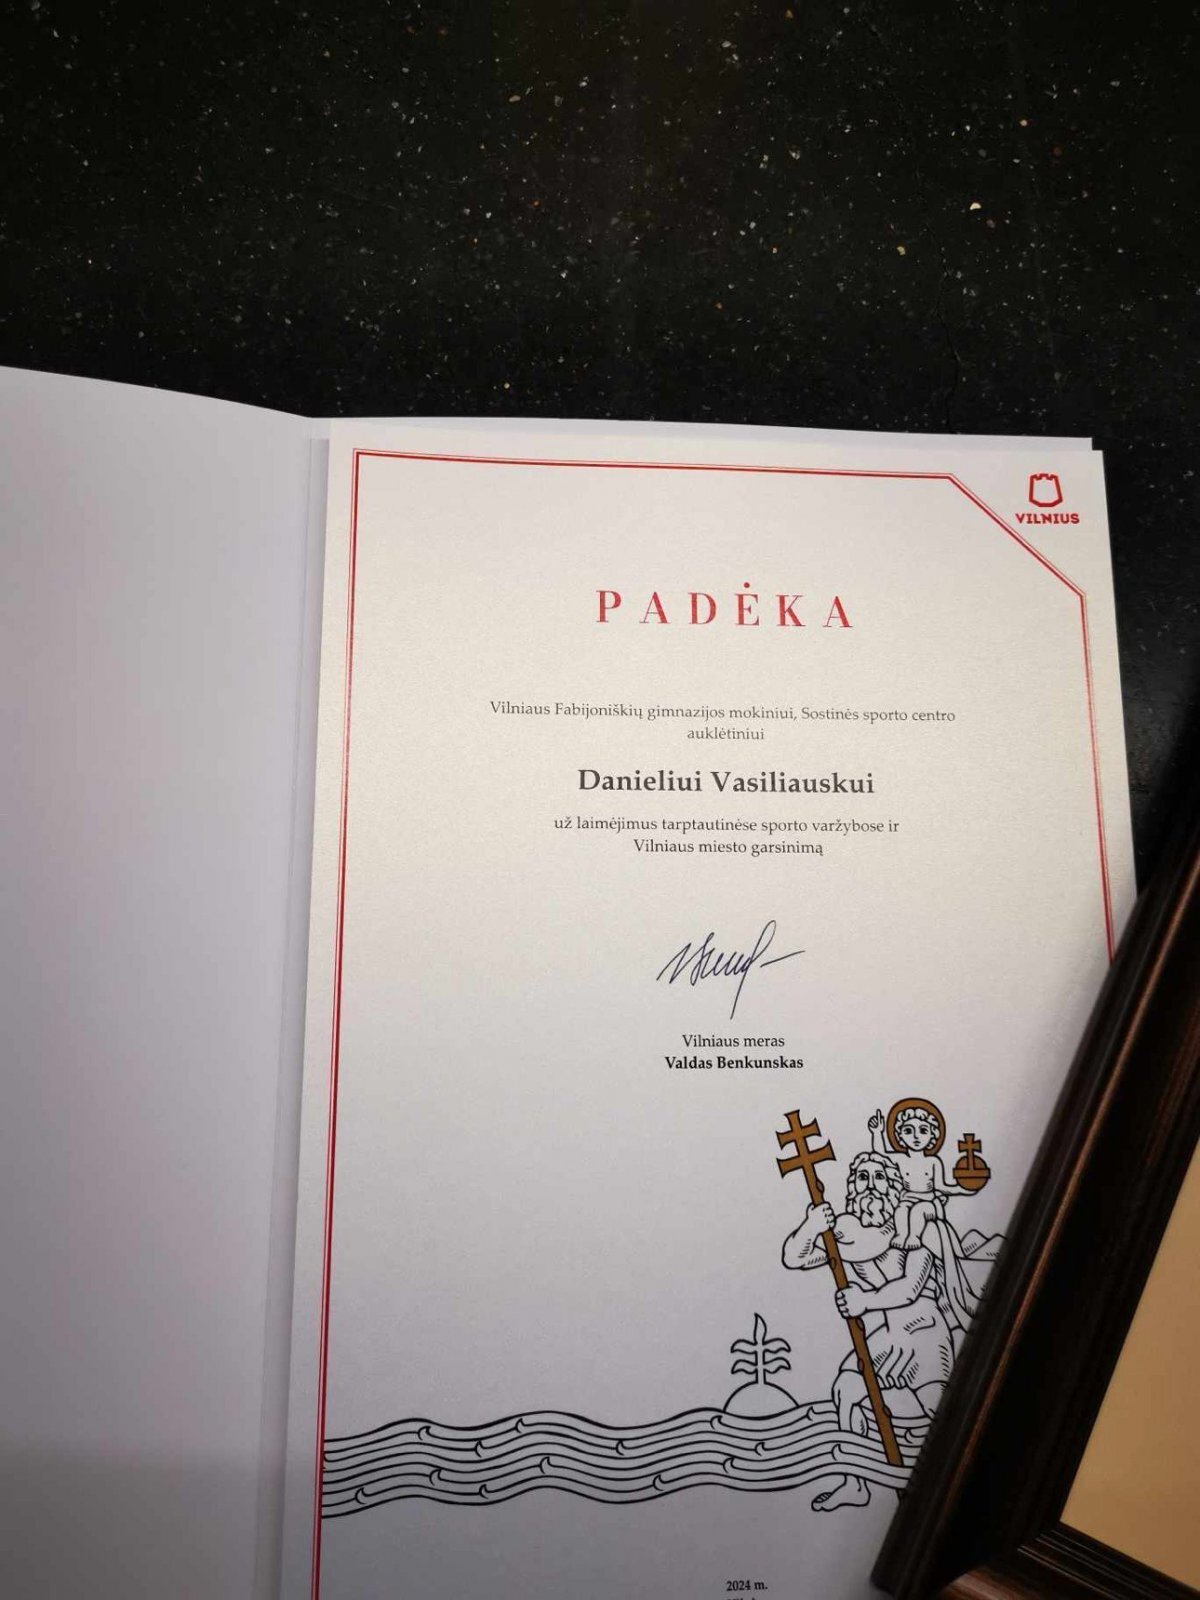 VILNIUS
PADĖKA
Vilniaus Fabijoniškių gimnazijos mokiniui, Sostinės sporto centro
auklėtiniui
Danieliui Vasiliauskui
už laimėjimus tarptautinėse sporto varžybose ir
Vilniaus miesto garsinimą
Vilniaus meras
Valdas Benkunskas
2024 m.